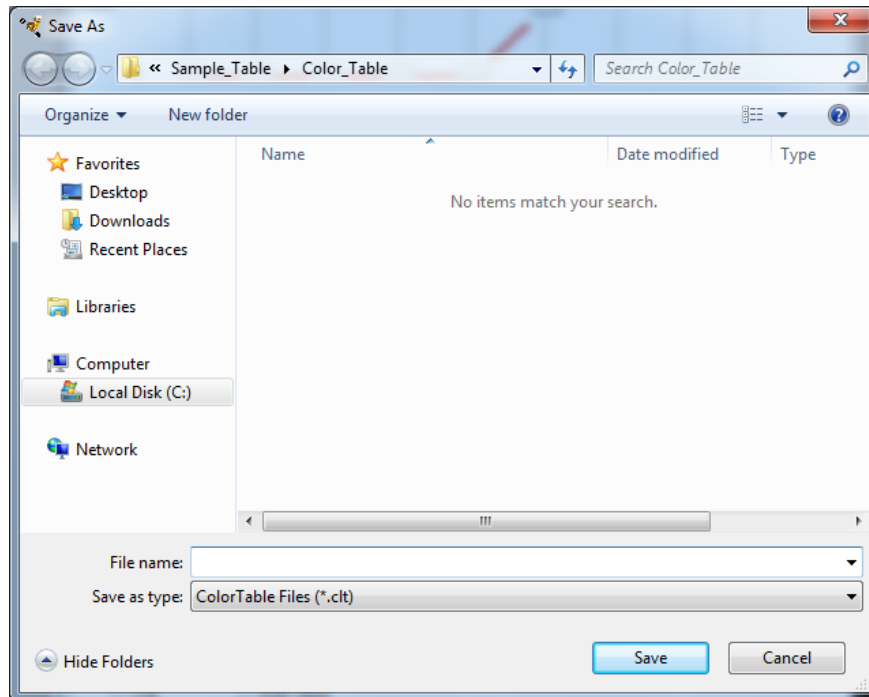 Save As
« Sample_Table ▸ Color_Table
Search Color_Table
Organize
New folder
Name
Date modified
Type
No items match your search.
Favorites
Desktop
Downloads
Recent Places
Libraries
Computer
Local Disk (C:)
Network
File name:
Save as type: ColorTable Files (*.clt)
Hide Folders
Save
Cancel